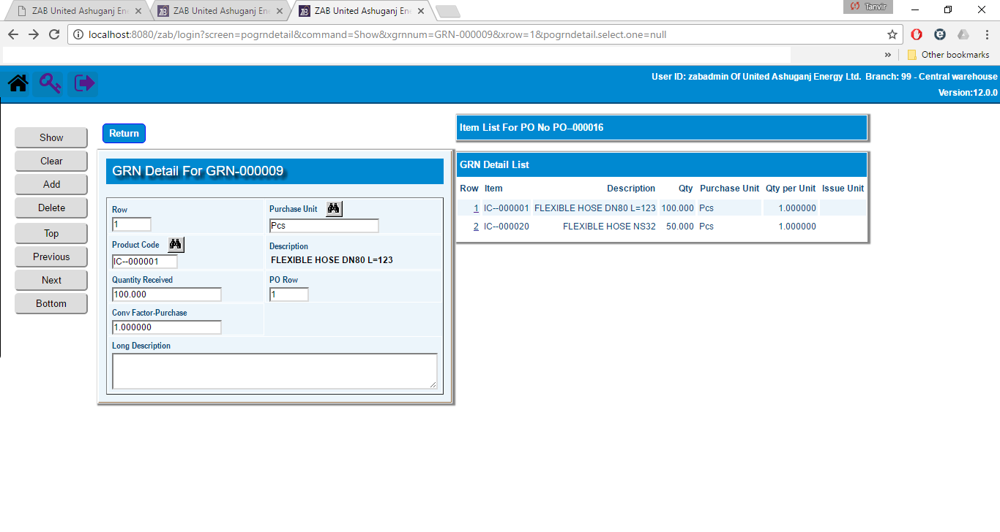 ZAB United Ashuganj En
ZAB United Ashuganj En
ZAB United Ashuganj En
Tanvir
localhost:8080/zab/login?screen=pogrndetail&command=Show&xgrnnum=GRN-000009&xrow=1&pogrndetail.select.one=null
» Other bookmarks
User ID: zabadmin Of United Ashuganj Energy Ltd. Branch: 99 - Central warehouse
Version:12.0.0
Show
Clear
Add
Delete
Top
Previous
Next
Bottom
Return
GRN Detail For GRN-000009
Row
1
Purchase Unit
Pcs
Product Code
IC--000001
Description
FLEXIBLE HOSE DN80 L=123
Quantity Received
100.000
PO Row
1
Conv Factor-Purchase
1.000000
Long Description
Item List For PO No PO--000016
GRN Detail List
Row Item Description Qty Purchase Unit Qty per Unit Issue Unit
1 IC--000001 FLEXIBLE HOSE DN80 L=123 100.000 Pcs 1.000000
2 IC--000020 FLEXIBLE HOSE NS32 50.000 Pcs 1.000000